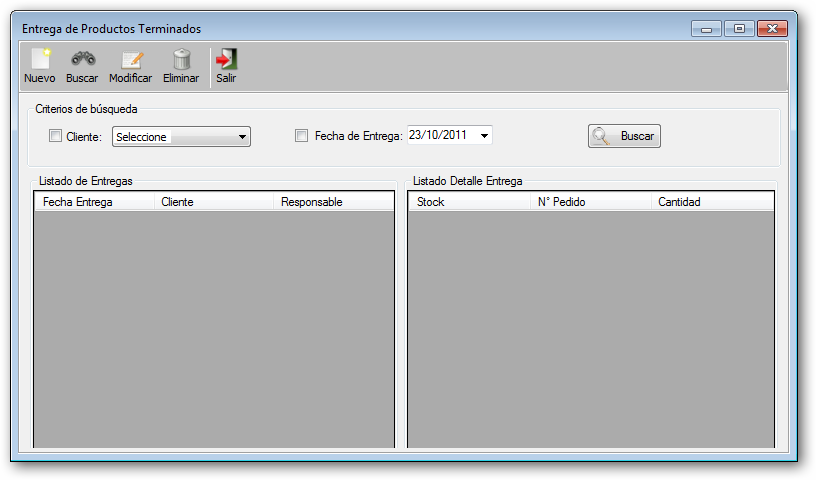 Entrega de Productos Terminados
Nuevo Buscar Modificar Eliminar Salir
Criterios de búsqueda
Cliente: Seleccione Fecha de Entrega: 23/10/2011 Buscar
Listado de Entregas Listado Detalle Entrega
Fecha Entrega Cliente Responsable Stock N° Pedido Cantidad